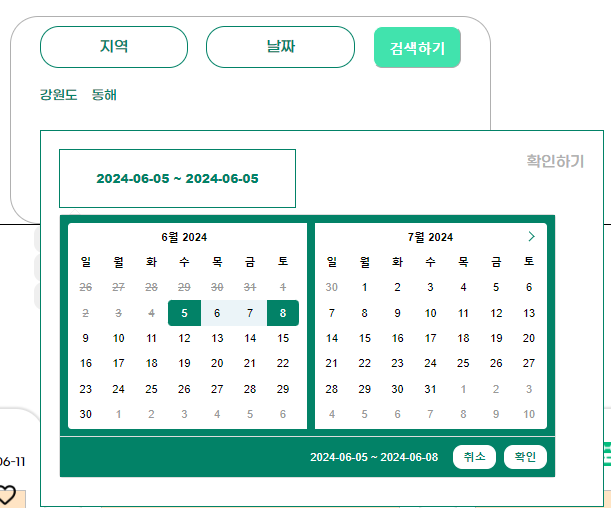 지역 날짜 검색하기
강원도 동해
확인하기
2024-06-05 ~ 2024-06-05
6월 2024
일 월 화 수 목 금 토
26 27 28 29 30 31 1
2 3 4 5 6 7 8
9 10 11 12 13 14 15
16 17 18 19 20 21 22
23 24 25 26 27 28 29
30 1 2 3 4 5 6
7월 2024
일 월 화 수 목 금 토
30 1 2 3 4 5 6
7 8 9 10 11 12 13
14 15 16 17 18 19 20
21 22 23 24 25 26 27
28 29 30 31 1 2 3
4 5 6 7 8 9 10
2024-06-05 ~ 2024-06-08 취소 확인
06-11